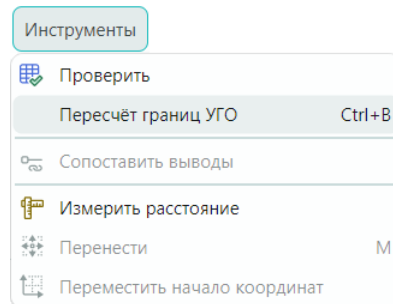 Инструменты
Проверить
Пересчёт границ УГО Ctrl+B
Сопоставить выводы
Измерить расстояние
Перенести M
Переместить начало координат